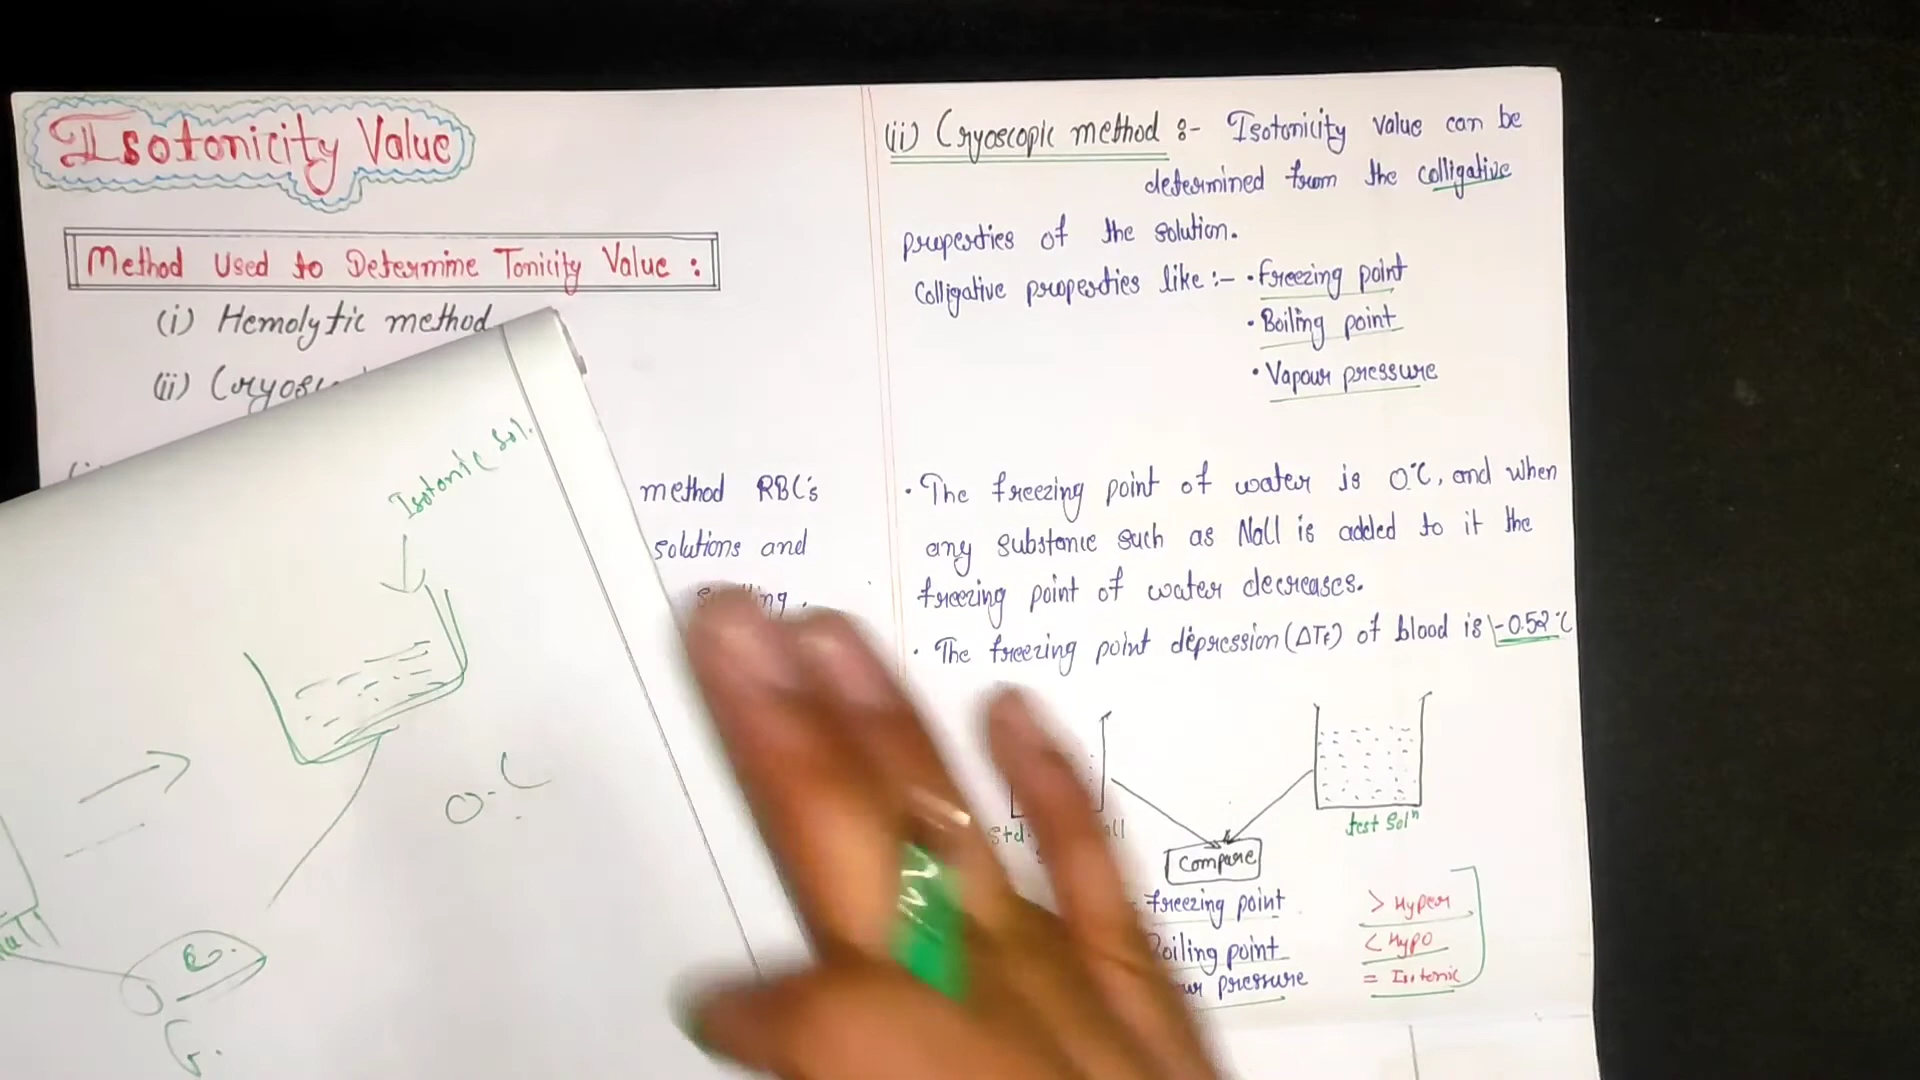 Isotonicity Value
Method Used to Determine Tonicity Value :
(i) Hemolytic method
(ii)
method RBC's
solutions and
(ii) Cryoscopic method :- Isotonicity value can be
determined from the colligative
properties of the solution.
Colligative properties like :- • freezing point
• Boiling point
• Vapour pressure
• The freezing point of water is 0°C, and when
any substance such as NaCl is added to it the
freezing point of water decreases.
• The freezing point depression (ΔTf) of blood is -0.52°C
Std.
test Solⁿ
Compare
freezing point
Boiling point
pressure
> Hyper
< Hypo
= Isotonic
Isotonic Sol.